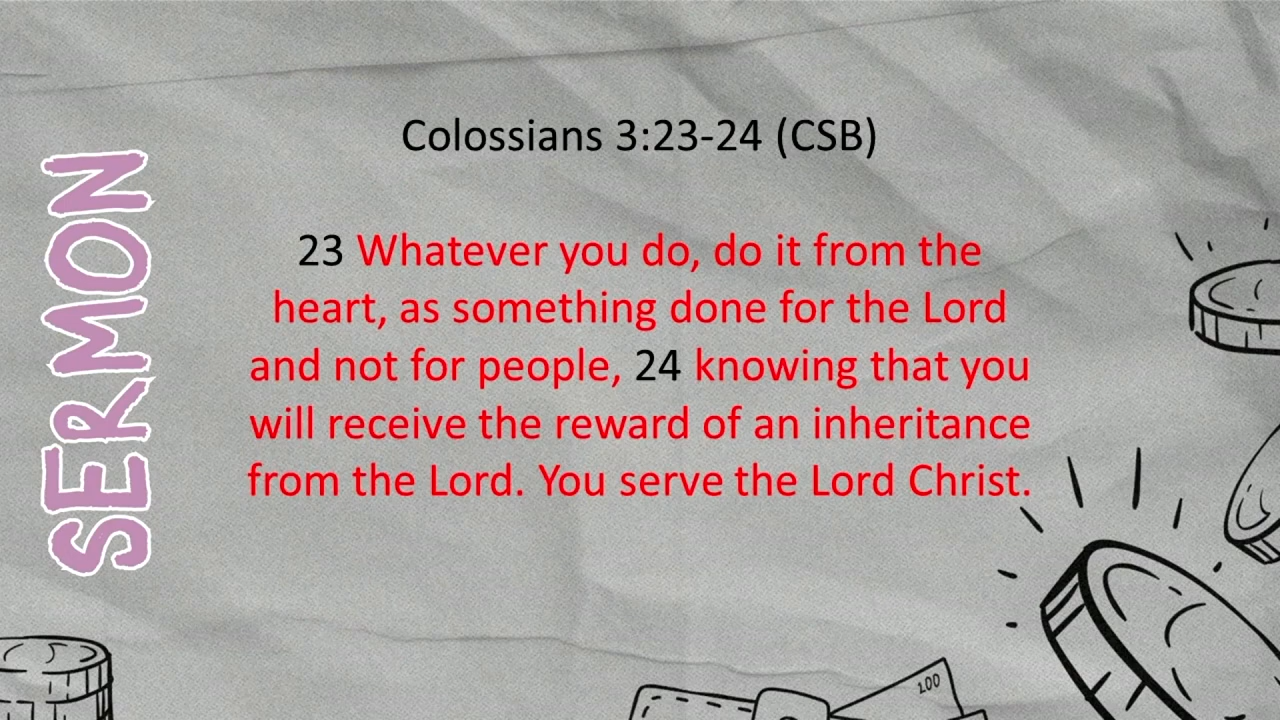 SERMON
Colossians 3:23-24 (CSB)
23 Whatever you do, do it from the
heart, as something done for the Lord
and not for people, 24 knowing that you
will receive the reward of an inheritance
from the Lord. You serve the Lord Christ.
100